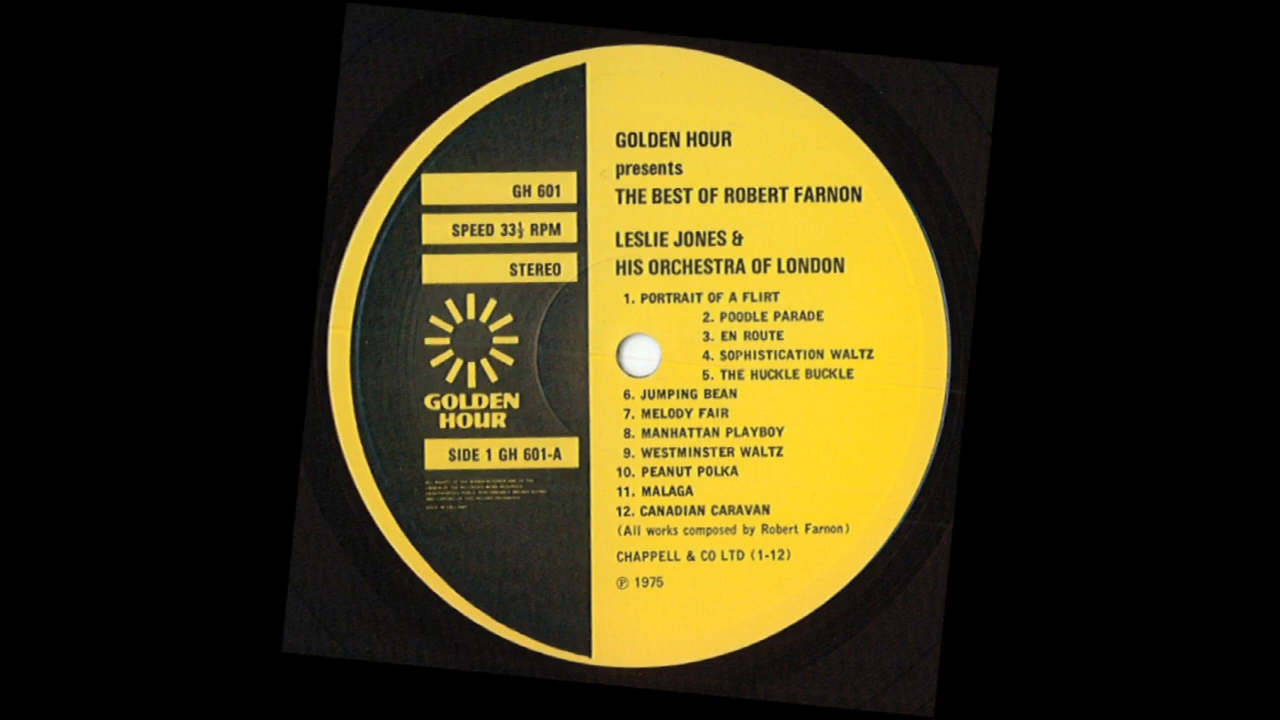 GOLDEN HOUR
presents
THE BEST OF ROBERT FARNON
LESLIE JONES &
HIS ORCHESTRA OF LONDON
1. PORTRAIT OF A FLIRT
2. POODLE PARADE
3. EN ROUTE
4. SOPHISTICATION WALTZ
5. THE HUCKLE BUCKLE
6. JUMPING BEAN
7. MELODY FAIR
8. MANHATTAN PLAYBOY
9. WESTMINSTER WALTZ
10. PEANUT POLKA
11. MALAGA
12. CANADIAN CARAVAN
(All works composed by Robert Farnon)
CHAPPELL & CO LTD (1-12)
℗ 1975
GH 601
SPEED 33⅓ RPM
STEREO
GOLDEN
HOUR
SIDE 1 GH 601-A